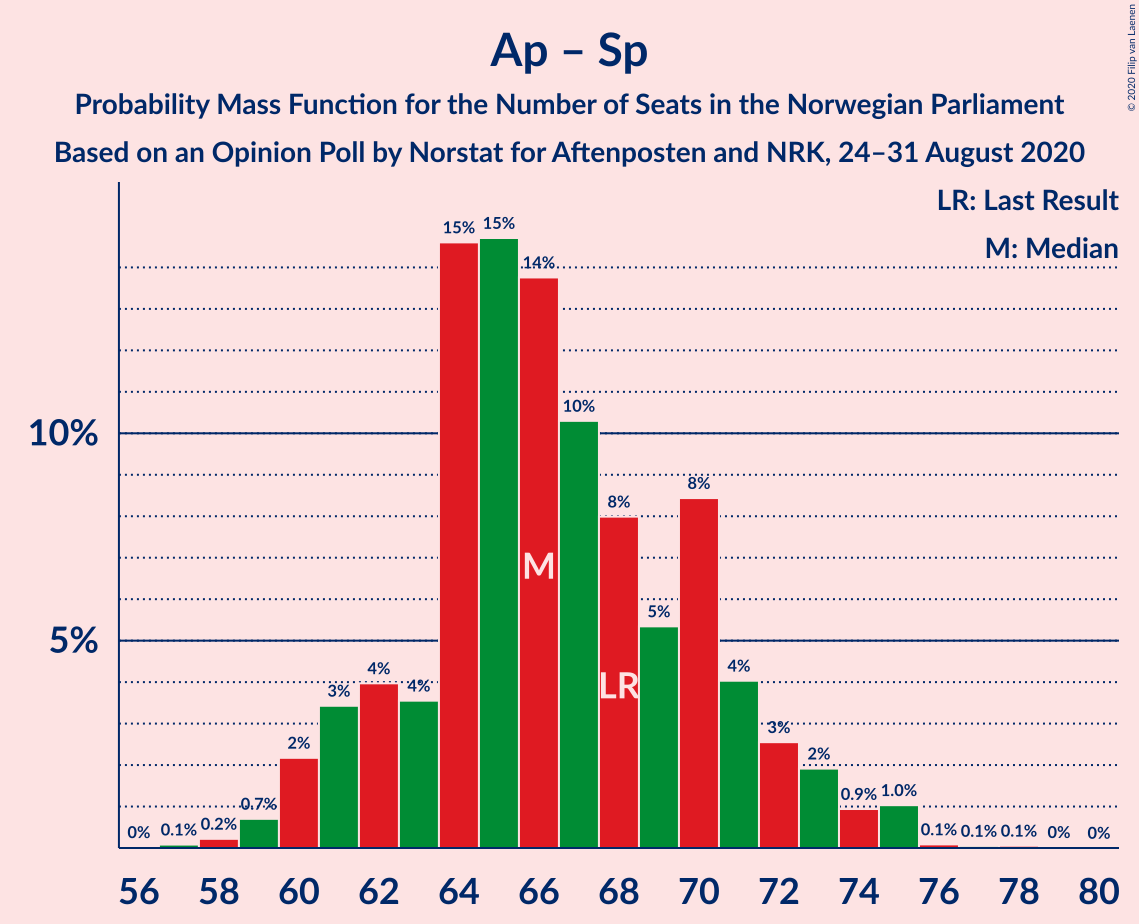 Ap – Sp
Probability Mass Function for the Number of Seats in the Norwegian Parliament
Based on an Opinion Poll by Norstat for Aftenposten and NRK, 24–31 August 2020
© 2020 Filip van Laenen
LR: Last Result
M: Median
10%
5%
0% 0.1% 0.2% 0.7% 2% 3% 4% 4% 15% 15% 14% 10% 8% 5% 8% 4% 3% 2% 0.9% 1.0% 0.1% 0.1% 0.1% 0% 0%
M
LR
56 58 60 62 64 66 68 70 72 74 76 78 80